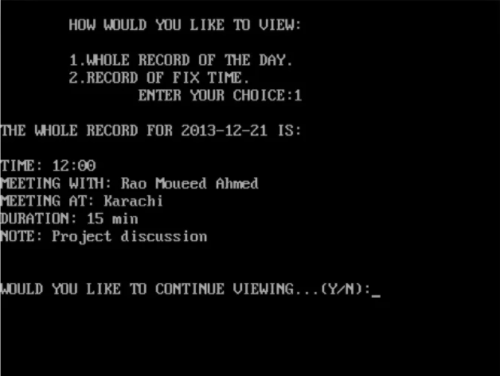 HOW WOULD YOU LIKE TO VIEW:
1.WHOLE RECORD OF THE DAY.
2.RECORD OF FIX TIME.
ENTER YOUR CHOICE:1
THE WHOLE RECORD FOR 2013-12-21 IS:
TIME: 12:00
MEETING WITH: Rao Moueed Ahmed
MEETING AT: Karachi
DURATION: 15 min
NOTE: Project discussion
WOULD YOU LIKE TO CONTINUE VIEWING...(Y/N):_